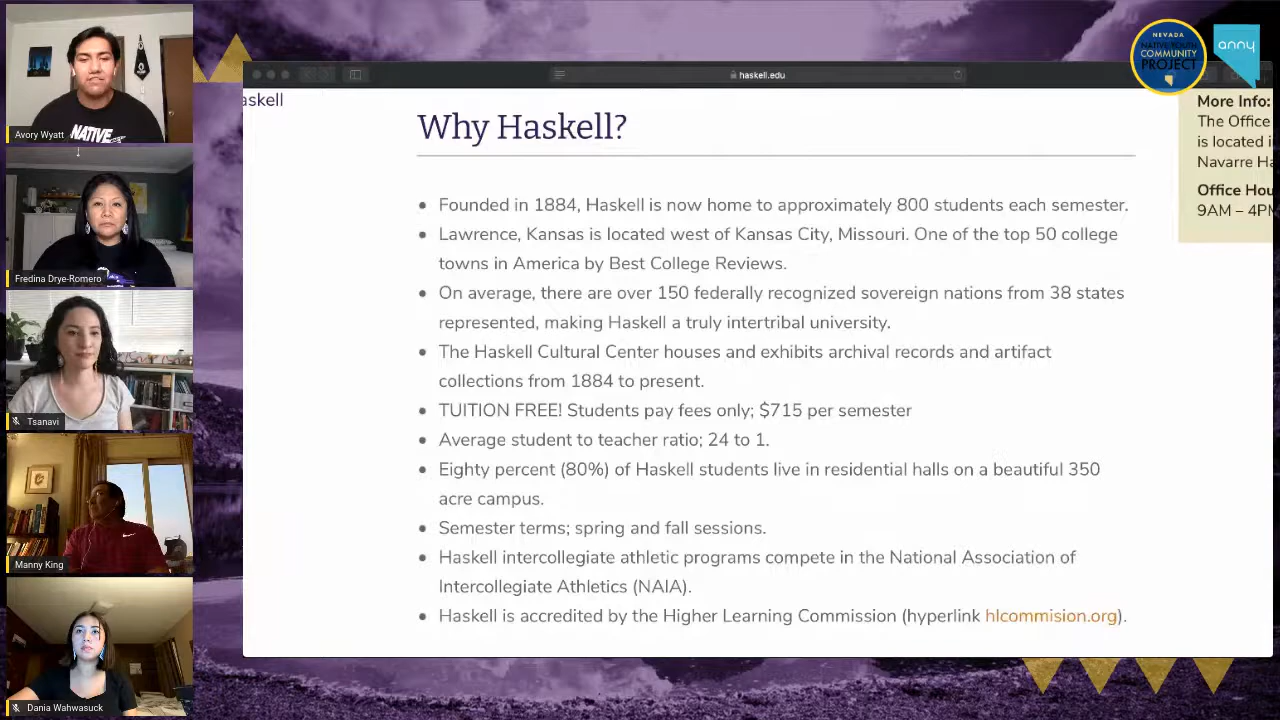 NATIVE
Avory Wyatt
Fredina Drye-Romero
Tsanavi
Manny King
Dania Wahwasuck
haskell.edu
NEVADA
NATIVE YOUTH
COMMUNITY
PROJECT
anny
askell
Why Haskell?
• Founded in 1884, Haskell is now home to approximately 800 students each semester.
• Lawrence, Kansas is located west of Kansas City, Missouri. One of the top 50 college
towns in America by Best College Reviews.
• On average, there are over 150 federally recognized sovereign nations from 38 states
represented, making Haskell a truly intertribal university.
• The Haskell Cultural Center houses and exhibits archival records and artifact
collections from 1884 to present.
• TUITION FREE! Students pay fees only; $715 per semester
• Average student to teacher ratio; 24 to 1.
• Eighty percent (80%) of Haskell students live in residential halls on a beautiful 350
acre campus.
• Semester terms; spring and fall sessions.
• Haskell intercollegiate athletic programs compete in the National Association of
Intercollegiate Athletics (NAIA).
• Haskell is accredited by the Higher Learning Commission (hyperlink hlcommision.org).
More Info:
The Office
is located i
Navarre Ha
Office Hou
9AM – 4PM